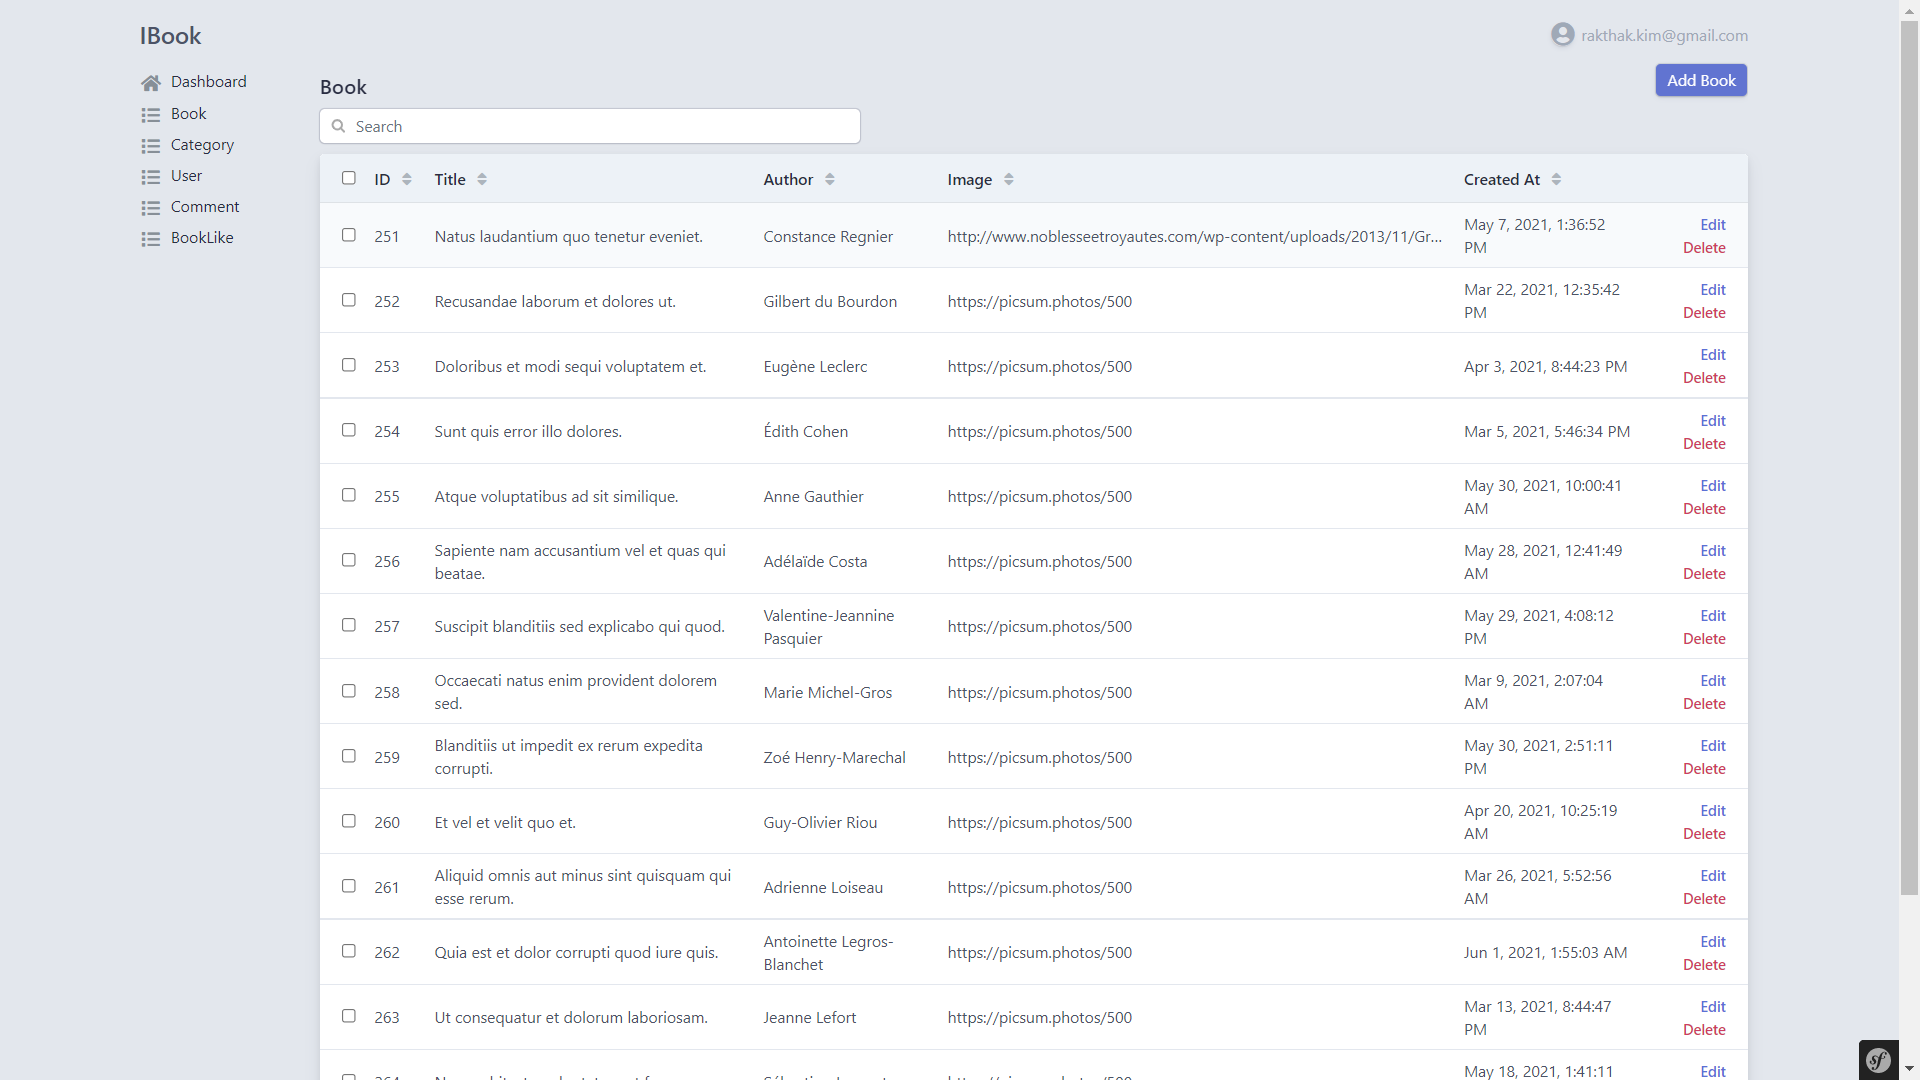 IBook
rakthak.kim@gmail.com
Dashboard
Book
Category
User
Comment
BookLike
Book
Add Book
Search
ID Title Author Image Created At
251 Natus laudantium quo tenetur eveniet. Constance Regnier http://www.noblesseetroyautes.com/wp-content/uploads/2013/11/Gr... May 7, 2021, 1:36:52 PM Edit Delete
252 Recusandae laborum et dolores ut. Gilbert du Bourdon https://picsum.photos/500 Mar 22, 2021, 12:35:42 PM Edit Delete
253 Doloribus et modi sequi voluptatem et. Eugène Leclerc https://picsum.photos/500 Apr 3, 2021, 8:44:23 PM Edit Delete
254 Sunt quis error illo dolores. Édith Cohen https://picsum.photos/500 Mar 5, 2021, 5:46:34 PM Edit Delete
255 Atque voluptatibus ad sit similique. Anne Gauthier https://picsum.photos/500 May 30, 2021, 10:00:41 AM Edit Delete
256 Sapiente nam accusantium vel et quas qui beatae. Adélaïde Costa https://picsum.photos/500 May 28, 2021, 12:41:49 AM Edit Delete
257 Suscipit blanditiis sed explicabo qui quod. Valentine-Jeannine Pasquier https://picsum.photos/500 May 29, 2021, 4:08:12 PM Edit Delete
258 Occaecati natus enim provident dolorem sed. Marie Michel-Gros https://picsum.photos/500 Mar 9, 2021, 2:07:04 AM Edit Delete
259 Blanditiis ut impedit ex rerum expedita corrupti. Zoé Henry-Marechal https://picsum.photos/500 May 30, 2021, 2:51:11 PM Edit Delete
260 Et vel et velit quo et. Guy-Olivier Riou https://picsum.photos/500 Apr 20, 2021, 10:25:19 AM Edit Delete
261 Aliquid omnis aut minus sint quisquam qui esse rerum. Adrienne Loiseau https://picsum.photos/500 Mar 26, 2021, 5:52:56 AM Edit Delete
262 Quia est et dolor corrupti quod iure quis. Antoinette Legros-Blanchet https://picsum.photos/500 Jun 1, 2021, 1:55:03 AM Edit Delete
263 Ut consequatur et dolorum laboriosam. Jeanne Lefort https://picsum.photos/500 Mar 13, 2021, 8:44:47 PM Edit Delete
May 18, 2021, 1:41:11 Edit
sf